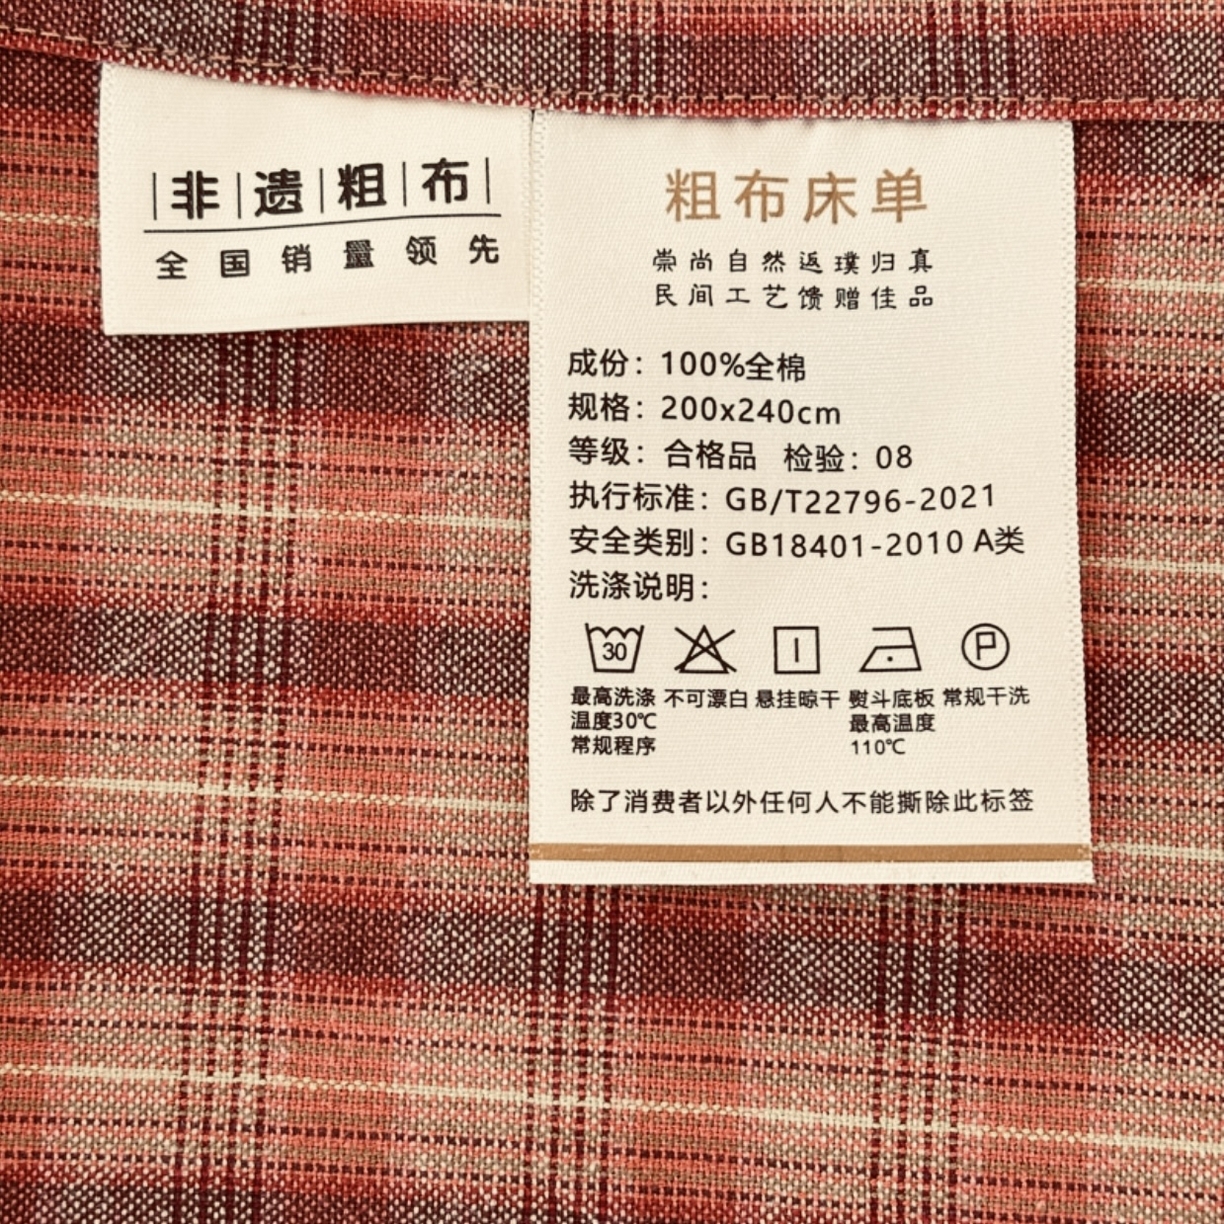 非遗粗布
全国销量领先
粗布床单
崇尚自然返璞归真
民间工艺馈赠佳品
成份：100%全棉
规格：200x240cm
等级：合格品 检验：08
执行标准：GB/T22796-2021
安全类别：GB18401-2010 A类
洗涤说明：
30
P
最高洗涤温度30℃常规程序
不可漂白
悬挂晾干
熨斗底板最高温度110℃
常规干洗
除了消费者以外任何人不能撕除此标签